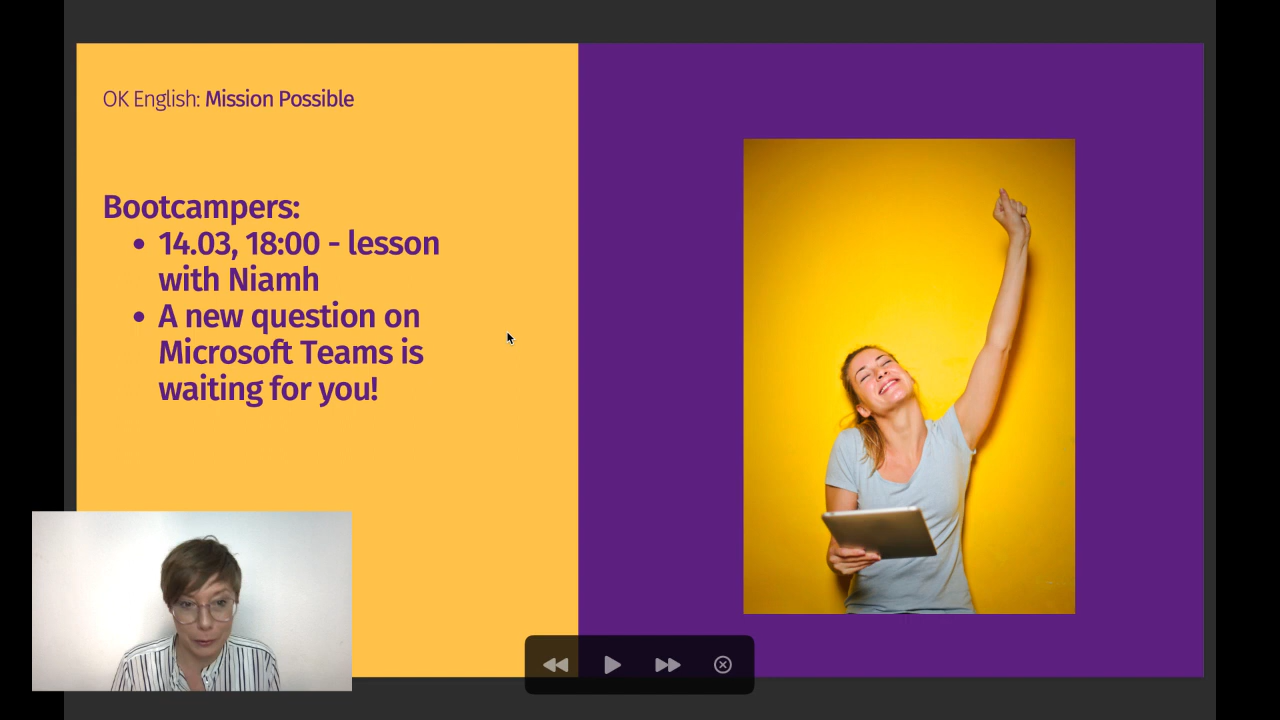 OK English: Mission Possible
Bootcampers:
• 14.03, 18:00 - lesson
with Niamh
• A new question on
Microsoft Teams is
waiting for you!